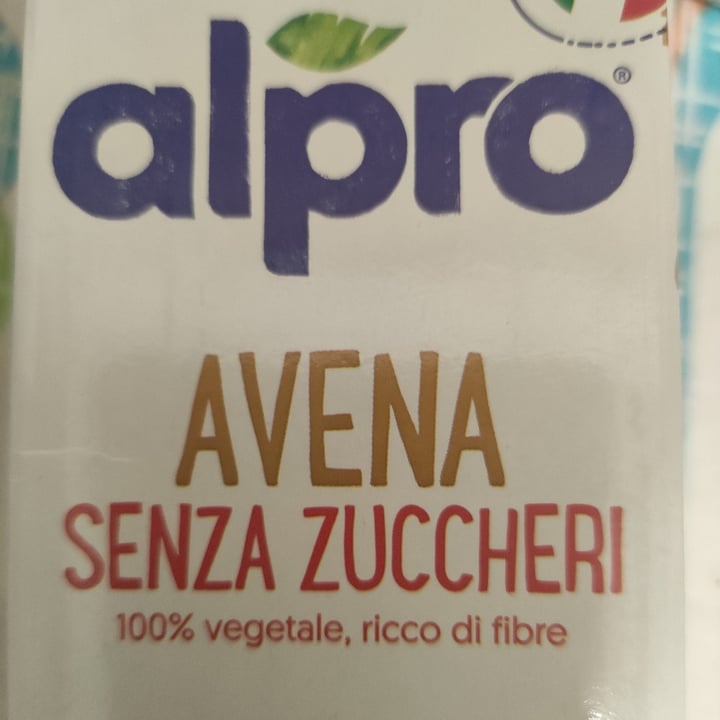 alpro®
AVENA
SENZA ZUCCHERI
100% vegetale, ricco di fibre